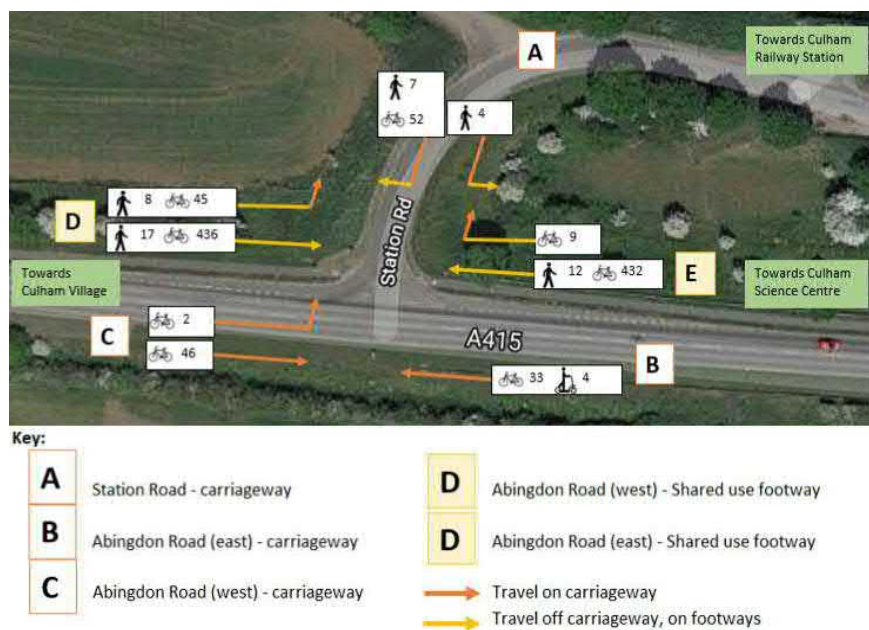 A
Towards Culham
Railway Station
7
52
4
8 45
17 436
D
Station Rd
9
12 432
E
Towards
Culham Village
Towards Culham
Science Centre
2
C
46
A415
B
33 4
Key:
A
Station Road - carriageway
B
Abingdon Road (east) - carriageway
C
Abingdon Road (west) - carriageway
D
Abingdon Road (west) - Shared use footway
D
Abingdon Road (east) - Shared use footway
Travel on carriageway
Travel off carriageway, on footways